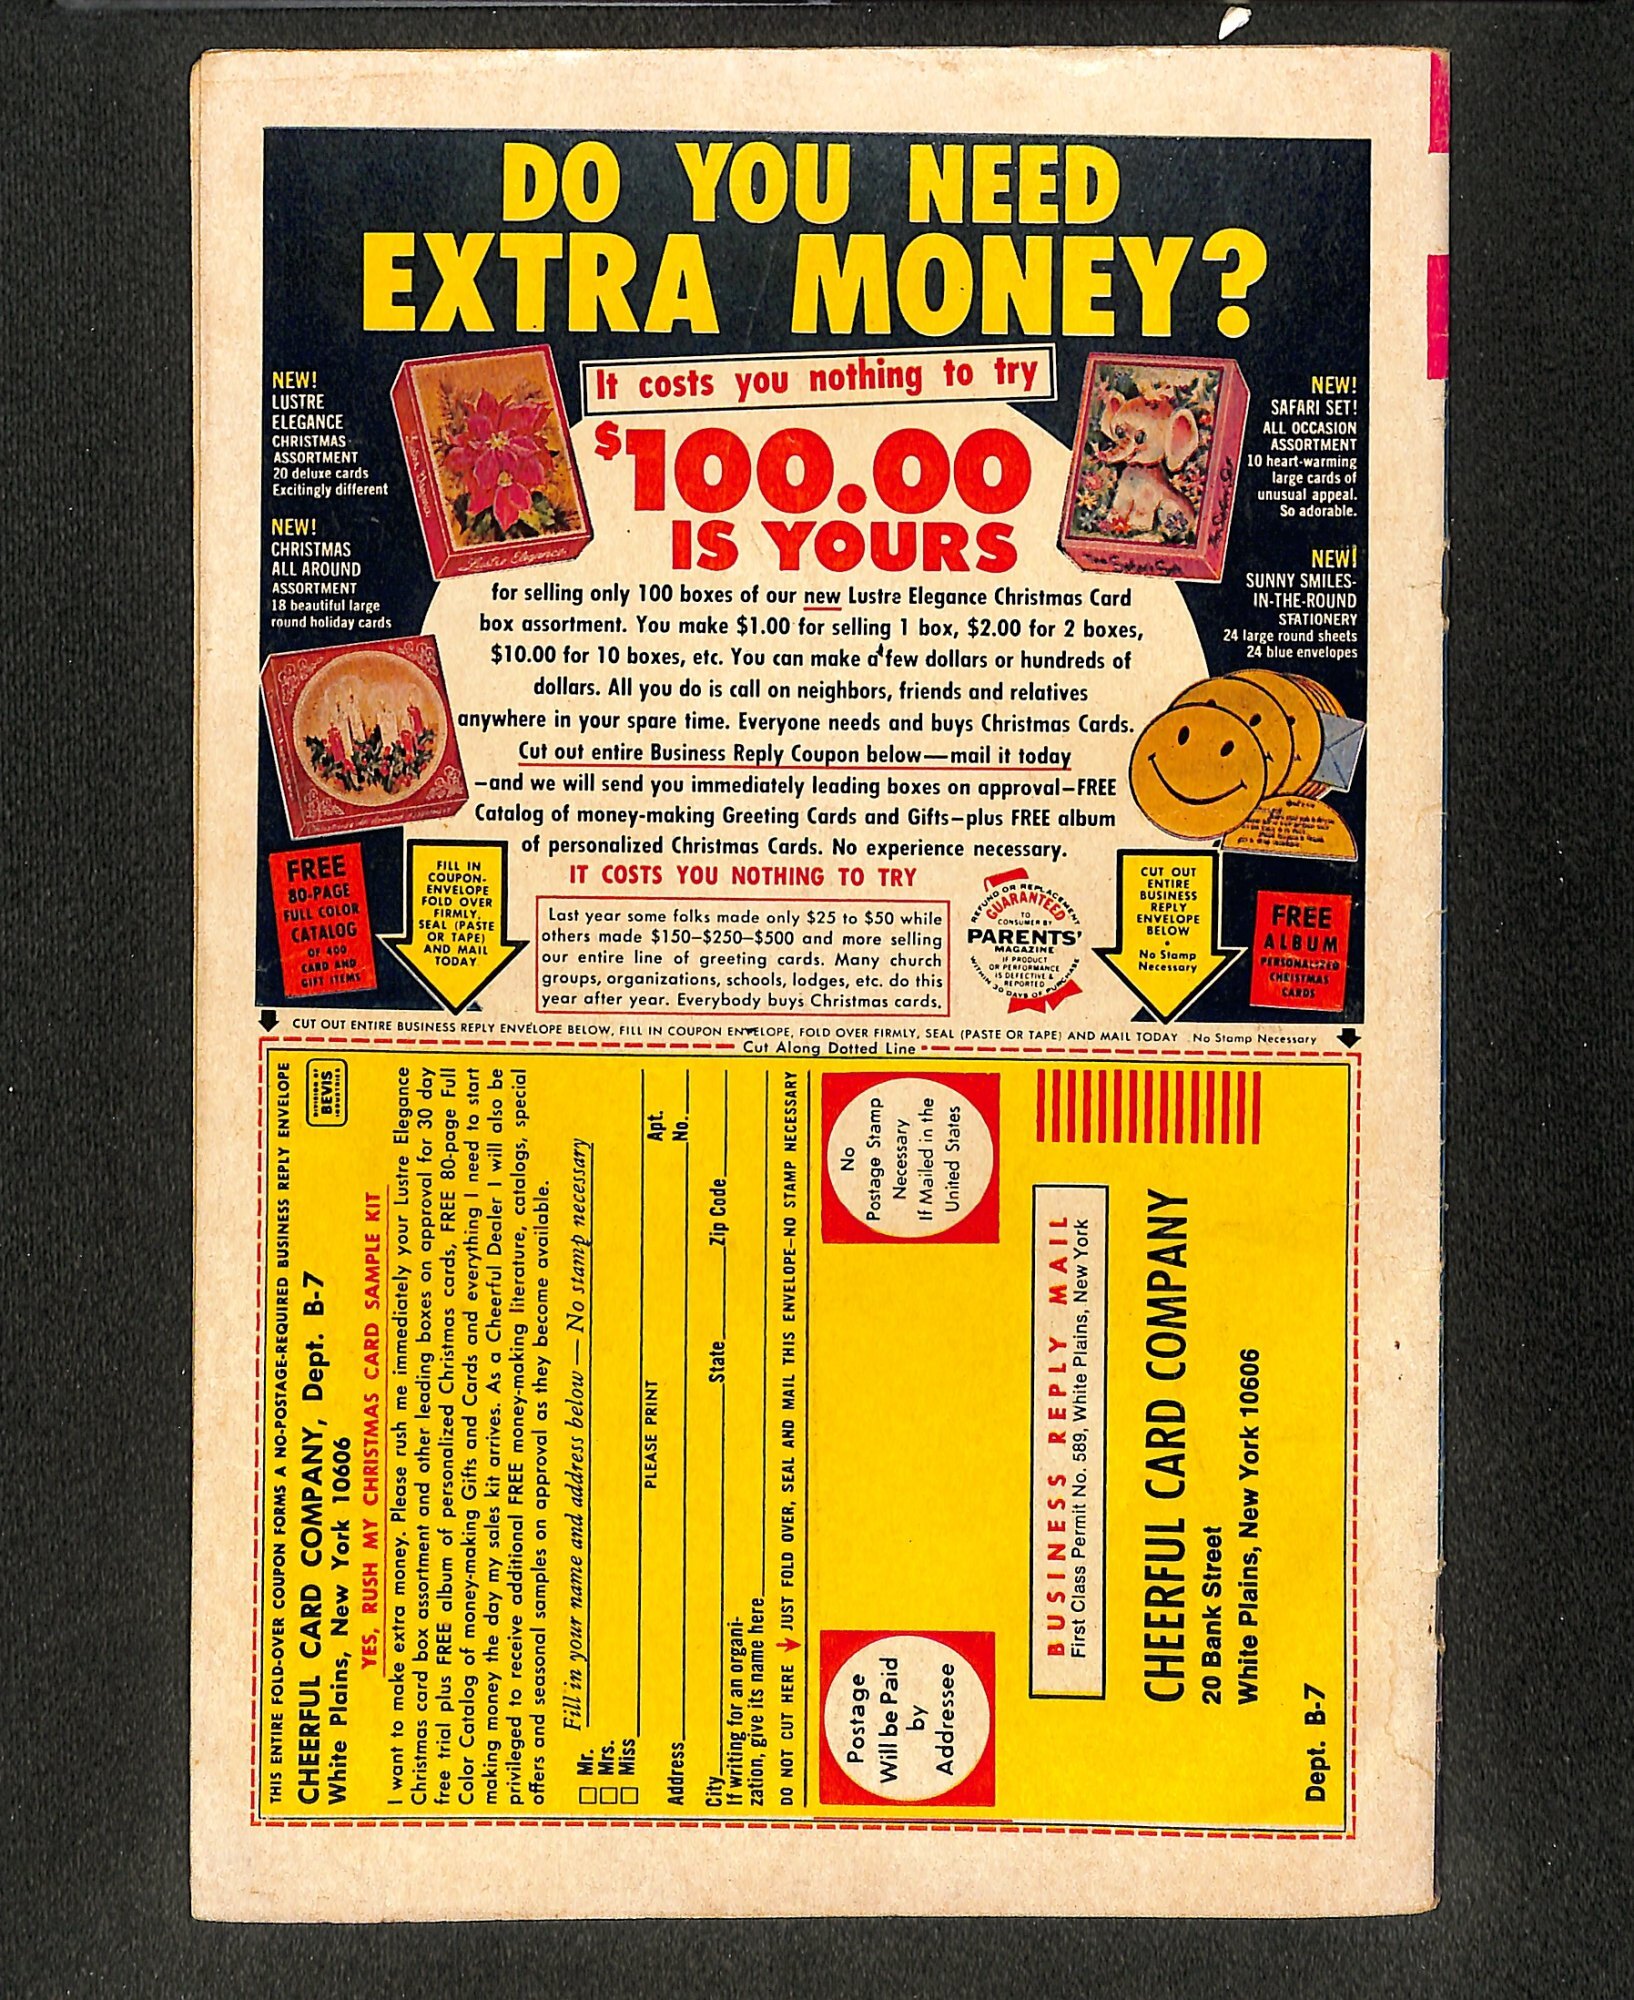 DO YOU NEED
EXTRA MONEY?
It costs you nothing to try
$100.00
IS YOURS
NEW!
LUSTRE
ELEGANCE
CHRISTMAS
ASSORTMENT
20 deluxe cards
Excitingly different
NEW!
CHRISTMAS
ALL AROUND
ASSORTMENT
18 beautiful large
round holiday cards
Lustre Elegance
NEW!
SAFARI SET!
ALL OCCASION
ASSORTMENT
10 heart-warming
large cards of
unusual appeal.
So adorable.
NEW!
SUNNY SMILES-
IN-THE-ROUND
STATIONERY
24 large round sheets
24 blue envelopes
for selling only 100 boxes of our new Lustre Elegance Christmas Card
box assortment. You make $1.00 for selling 1 box, $2.00 for 2 boxes,
$10.00 for 10 boxes, etc. You can make a few dollars or hundreds of
dollars. All you do is call on neighbors, friends and relatives
anywhere in your spare time. Everyone needs and buys Christmas Cards.
Cut out entire Business Reply Coupon below—mail it today
—and we will send you immediately leading boxes on approval—FREE
Catalog of money-making Greeting Cards and Gifts—plus FREE album
of personalized Christmas Cards. No experience necessary.
IT COSTS YOU NOTHING TO TRY
FREE
80-PAGE
FULL COLOR
CATALOG
OF 400
CARD AND
GIFT ITEMS
FILL IN
COUPON-
ENVELOPE
FOLD OVER
FIRMLY,
SEAL (PASTE
OR TAPE)
AND MAIL
TODAY
Last year some folks made only $25 to $50 while
others made $150–$250–$500 and more selling
our entire line of greeting cards. Many church
groups, organizations, schools, lodges, etc. do this
year after year. Everybody buys Christmas cards.
REFUND OR REPLACEMENT
GUARANTEED
TO
CONSUMER BY
PARENTS'
MAGAZINE
IF PRODUCT
OR PERFORMANCE
IS DEFECTIVE &
REPORTED
WITHIN 30 DAYS OF PURCHASE
CUT OUT
ENTIRE
BUSINESS
REPLY
ENVELOPE
BELOW
•
No Stamp
Necessary
FREE
ALBUM
PERSONALIZED
CHRISTMAS
CARDS
CUT OUT ENTIRE BUSINESS REPLY ENVELOPE BELOW, FILL IN COUPON ENVELOPE, FOLD OVER FIRMLY, SEAL (PASTE OR TAPE) AND MAIL TODAY No Stamp Necessary
Cut Along Dotted Line
THIS ENTIRE FOLD-OVER COUPON FORMS A NO-POSTAGE-REQUIRED BUSINESS REPLY ENVELOPE
CHEERFUL CARD COMPANY, Dept. B-7
White Plains, New York 10606
DIVISION OF
BEVIS
INDUSTRIES
YES, RUSH MY CHRISTMAS CARD SAMPLE KIT
I want to make extra money. Please rush me immediately your Lustre Elegance
Christmas card box assortment and other leading boxes on approval for 30 day
free trial plus FREE album of personalized Christmas cards, FREE 80-page Full
Color Catalog of money-making Gifts and Cards and everything I need to start
making money the day my sales kit arrives. As a Cheerful Dealer I will also be
privileged to receive additional FREE money-making literature, catalogs, special
offers and seasonal samples on approval as they become available.
Fill in your name and address below — No stamp necessary
Mr.
Mrs.
Miss
PLEASE PRINT
Address
Apt.
No.
City
State
Zip Code
If writing for an organi-
zation, give its name here
DO NOT CUT HERE JUST FOLD OVER, SEAL AND MAIL THIS ENVELOPE—NO STAMP NECESSARY
Postage
Will be Paid
by
Addressee
No
Postage Stamp
Necessary
If Mailed in the
United States
BUSINESS REPLY MAIL
First Class Permit No. 589, White Plains, New York
CHEERFUL CARD COMPANY
20 Bank Street
White Plains, New York 10606
Dept. B-7